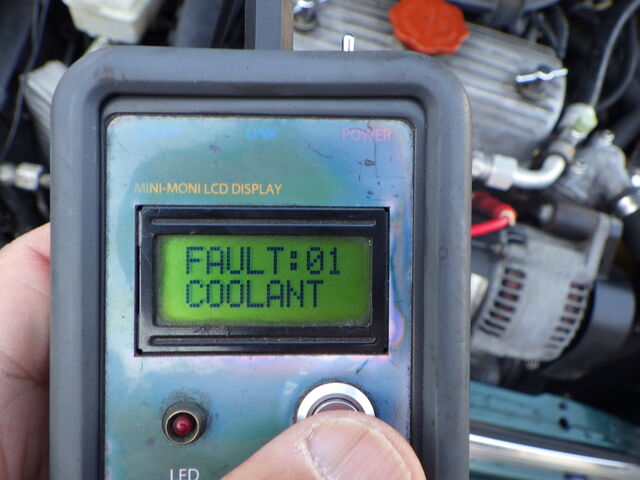 LINK POWER
MINI-MONI LCD DISPLAY
FAULT:01
COOLANT
LED